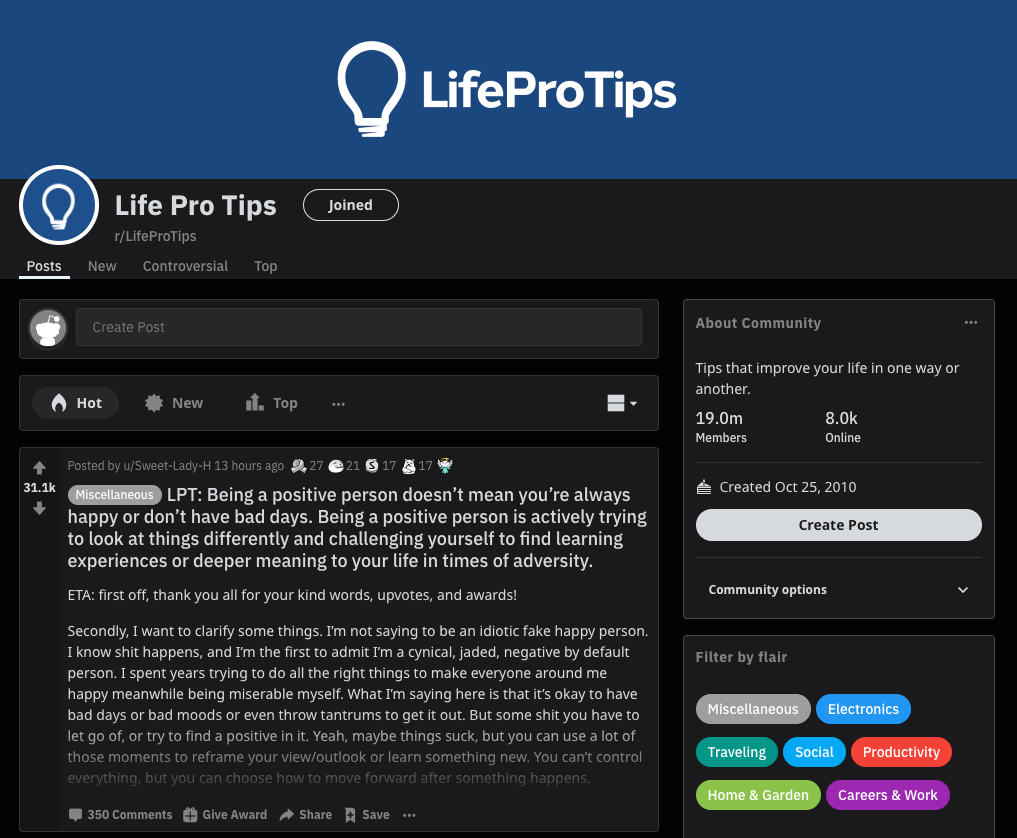 LifeProTips
Life Pro Tips
Joined
r/LifeProTips
Posts New Controversial Top
Create Post
Hot New Top ...
31.1k
Posted by u/Sweet-Lady-H 13 hours ago 27 21 S 17 17
Miscellaneous LPT: Being a positive person doesn’t mean you’re always
happy or don’t have bad days. Being a positive person is actively trying
to look at things differently and challenging yourself to find learning
experiences or deeper meaning to your life in times of adversity.
ETA: first off, thank you all for your kind words, upvotes, and awards!
Secondly, I want to clarify some things. I’m not saying to be an idiotic fake happy person.
I know shit happens, and I’m the first to admit I’m a cynical, jaded, negative by default
person. I spent years trying to do all the right things to make everyone around me
happy meanwhile being miserable myself. What I’m saying here is that it’s okay to have
bad days or bad moods or even throw tantrums to get it out. But some shit you have to
let go of, or try to find a positive in it. Yeah, maybe things suck, but you can use a lot of
those moments to reframe your view/outlook or learn something new. You can’t control
everything, but you can choose how to move forward after something happens.
350 Comments Give Award Share Save ...
About Community ...
Tips that improve your life in one way or
another.
19.0m 8.0k
Members Online
Created Oct 25, 2010
Create Post
Community options
Filter by flair
Miscellaneous Electronics
Traveling Social Productivity
Home & Garden Careers & Work